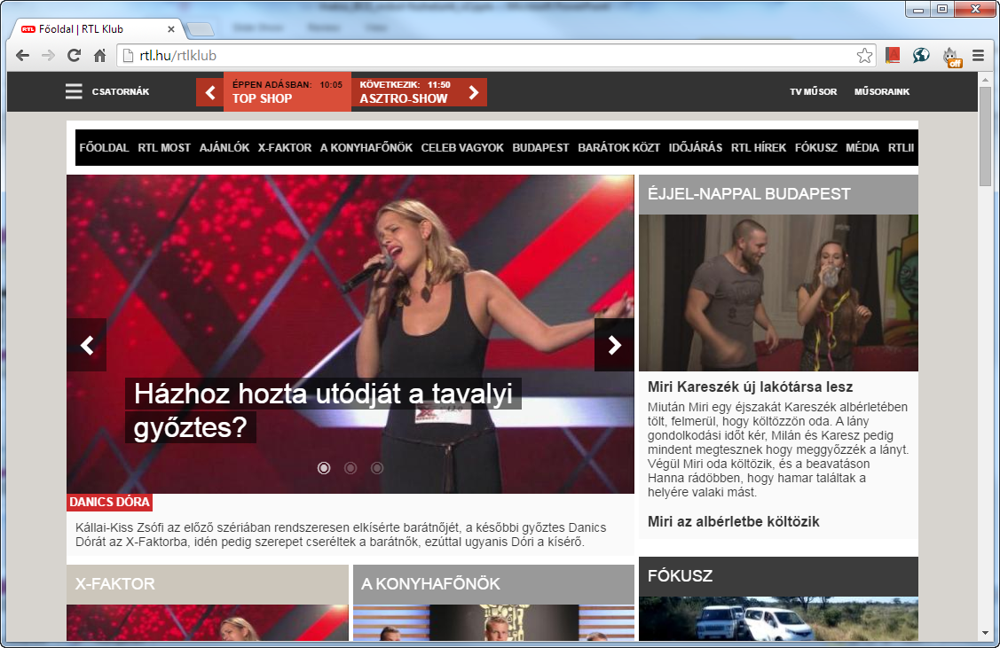 RTL Főoldal | RTL Klub
rtl.hu/rtlklub
off
CSATORNÁK
ÉPPEN ADÁSBAN: 10:05
TOP SHOP
KÖVETKEZIK: 11:50
ASZTRO-SHOW
TV MŰSOR MŰSORAINK
FŐOLDAL RTL MOST AJÁNLÓK X-FAKTOR A KONYHAFŐNÖK CELEB VAGYOK BUDAPEST BARÁTOK KÖZT IDŐJÁRÁS RTL HÍREK FÓKUSZ MÉDIA RTLII
Házhoz hozta utódját a tavalyi
győztes?
DANICS DÓRA
Kállai-Kiss Zsófi az előző szériában rendszeresen elkísérte barátnőjét, a későbbi győztes Danics
Dórát az X-Faktorba, idén pedig szerepet cseréltek a barátnők, ezúttal ugyanis Dóri a kísérő.
ÉJJEL-NAPPAL BUDAPEST
Miri Kareszék új lakótársa lesz
Miután Miri egy éjszakát Kareszék albérletében
tölt, felmerül, hogy költözzön oda. A lány
gondolkodási időt kér, Milán és Karesz pedig
mindent megtesznek hogy meggyőzzék a lányt.
Végül Miri oda költözik, és a beavatáson
Hanna rádöbben, hogy hamar találtak a
helyére valaki mást.
Miri az albérletbe költözik
X-FAKTOR
A KONYHAFŐNÖK
FÓKUSZ